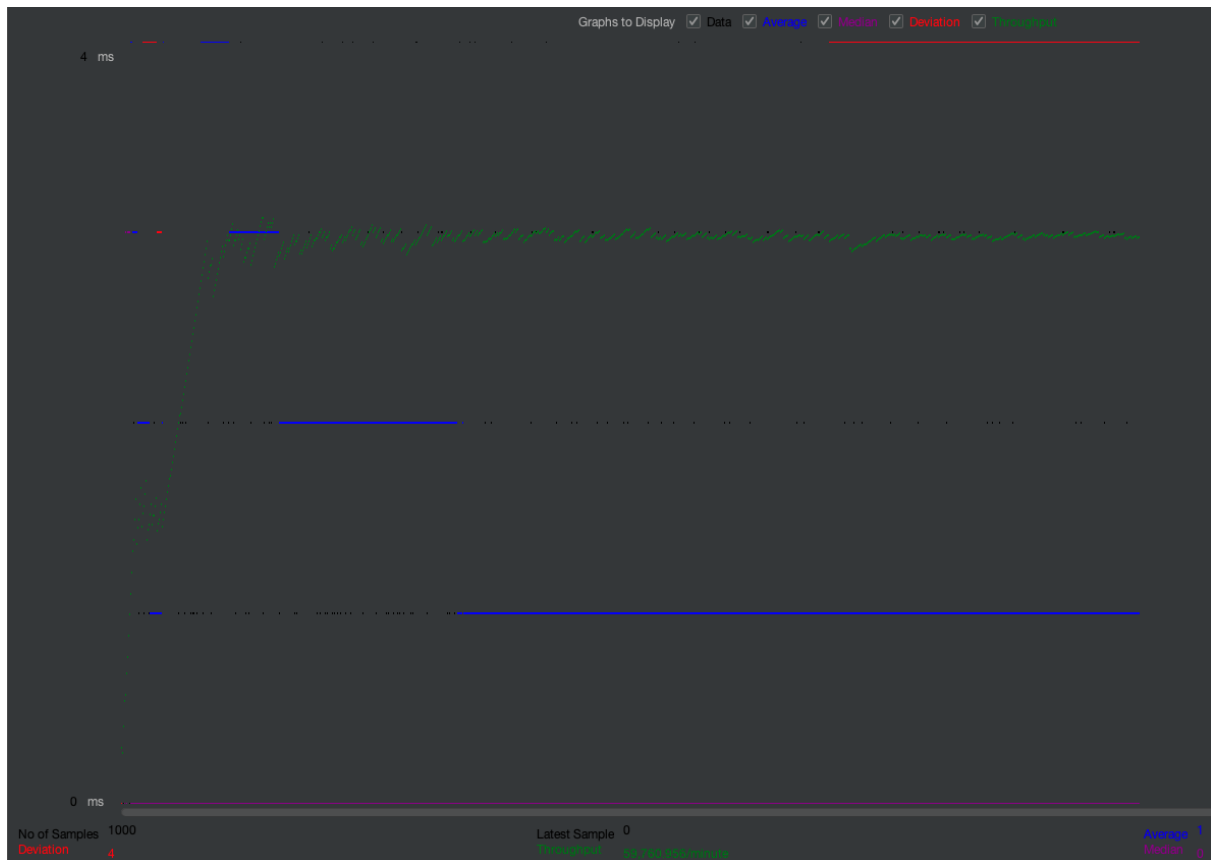 Graphs to Display Data Average Median Deviation Throughput
4 ms
0 ms
No of Samples 1000 Latest Sample 0 Average 1
Deviation 4 Throughput 59,760.956/minute Median 0